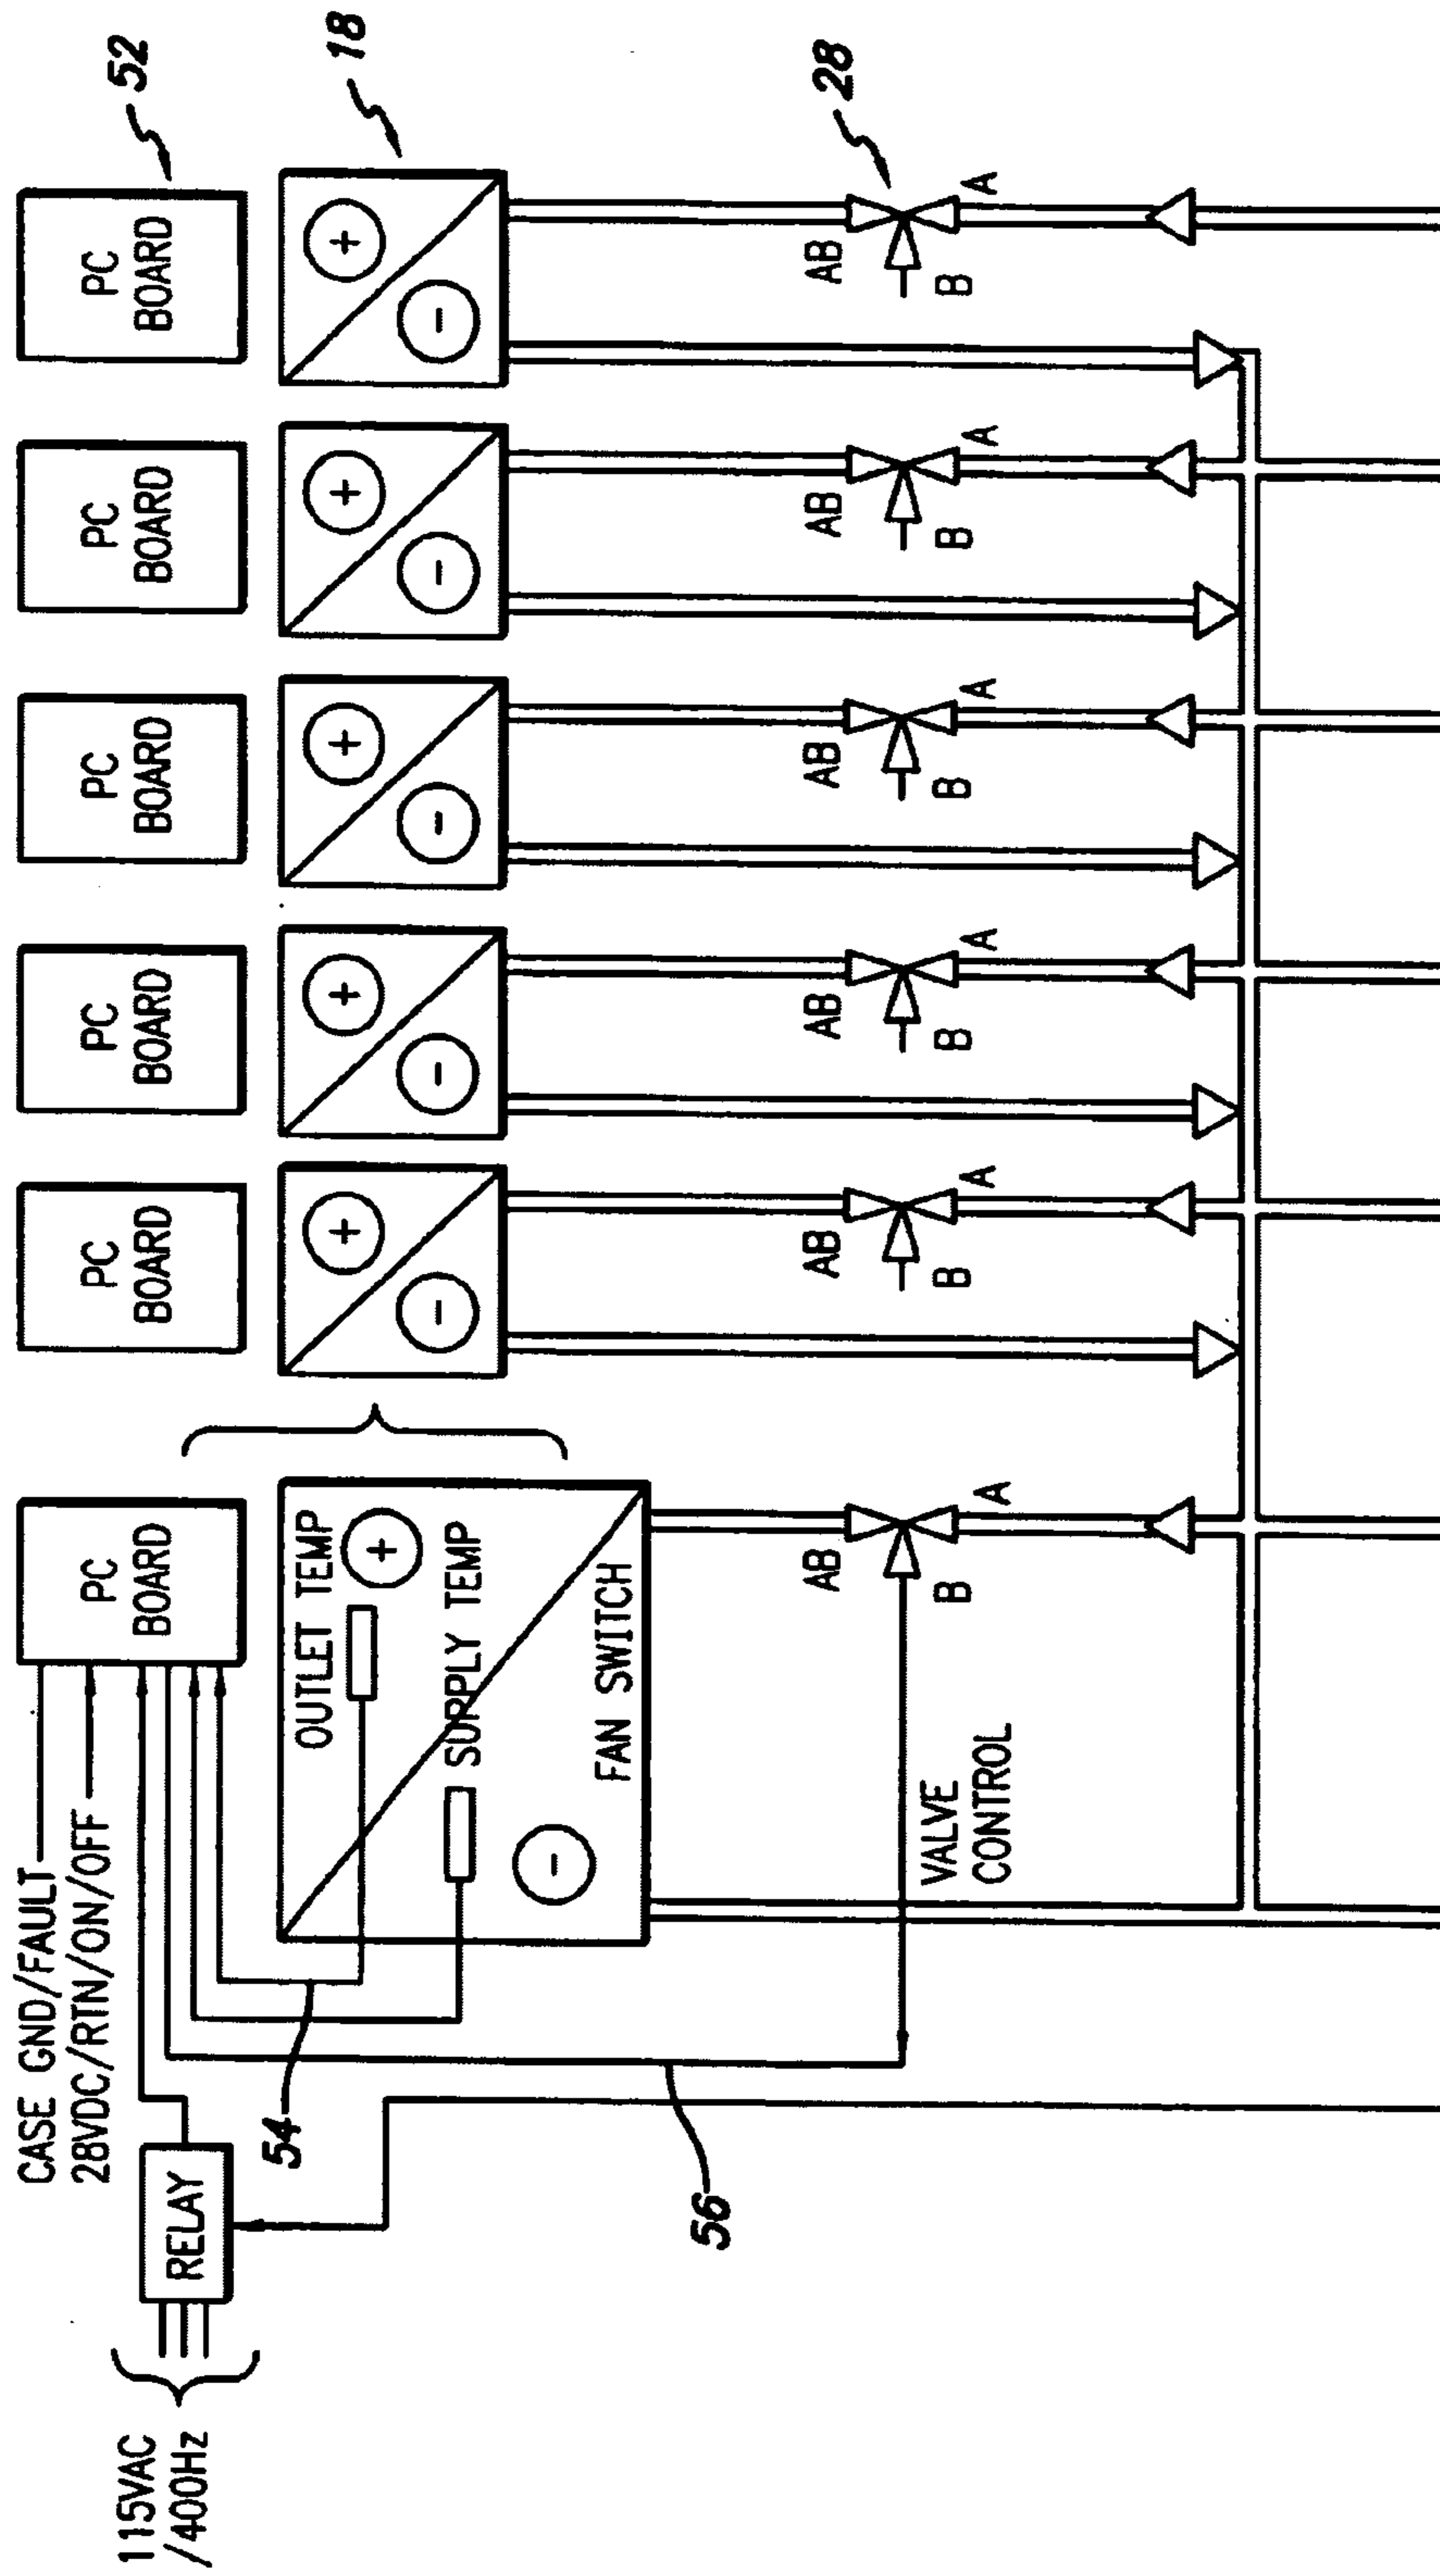 52
18
28
PC
BOARD
PC
BOARD
PC
BOARD
PC
BOARD
PC
BOARD
PC
BOARD
+
-
+
-
+
-
+
-
+
-
OUTLET TEMP
+
SUPPLY TEMP
FAN SWITCH
-
AB
A
B
AB
A
B
AB
A
B
AB
A
B
AB
A
B
AB
A
B
VALVE
CONTROL
CASE GND/FAULT
28VDC/RTN/ON/OFF
54
56
RELAY
115VAC
/400Hz